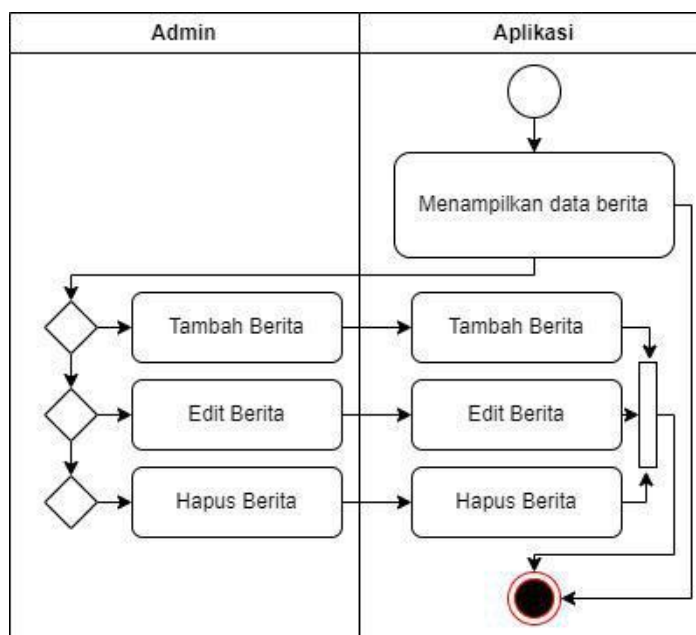 Admin
Aplikasi
Menampilkan data berita
Tambah Berita
Tambah Berita
Edit Berita
Edit Berita
Hapus Berita
Hapus Berita